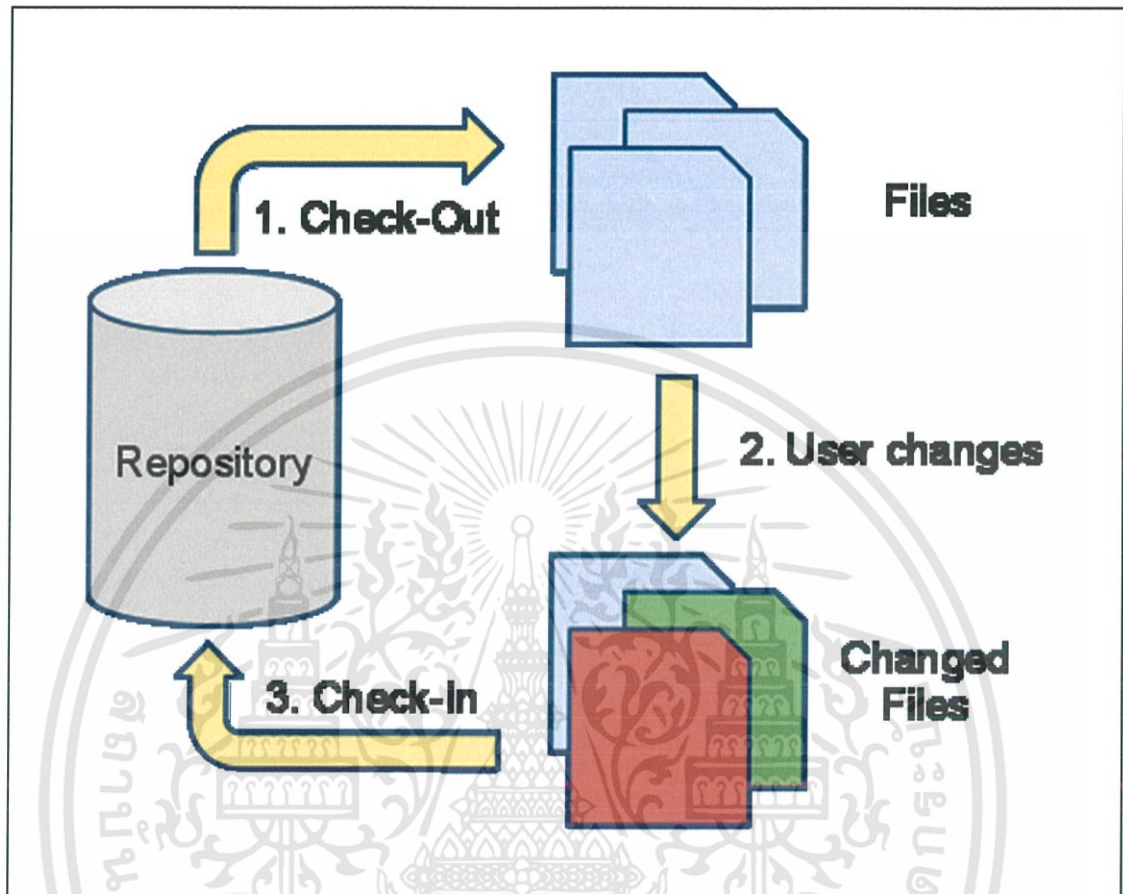 1. Check-Out
Files
Repository
2. User changes
Changed
Files
3. Check-In